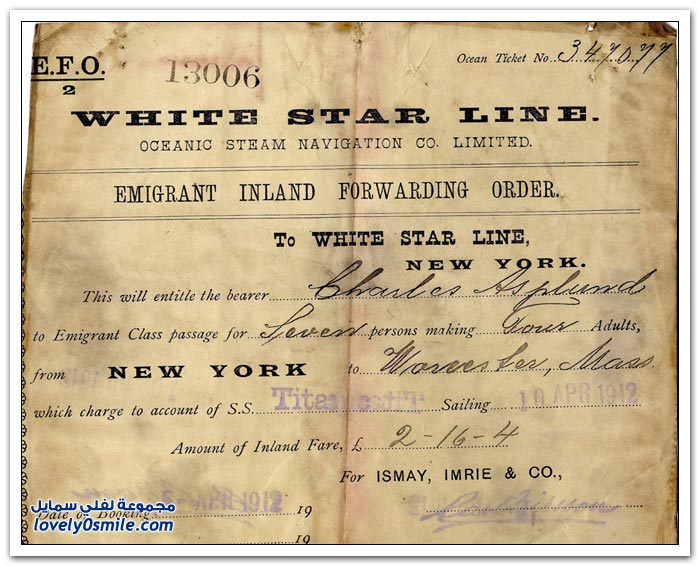 E.F.O.
2
13006
Ocean Ticket No. 347077
WHITE STAR LINE.
OCEANIC STEAM NAVIGATION CO. LIMITED.
EMIGRANT INLAND FORWARDING ORDER.
To WHITE STAR LINE,
NEW YORK.
This will entitle the bearer Charles Asplund
to Emigrant Class passage for Seven persons making Four Adults,
from NEW YORK to Worcester, Mass
which charge to account of S.S. Titanic Sailing 10 APR 1912
Amount of Inland Fare, £ 2-16-4
For ISMAY, IMRIE & CO.,
APR 1912
Date of Booking 19
19
مجموعة لفلي سمايل
lovely0smile.com